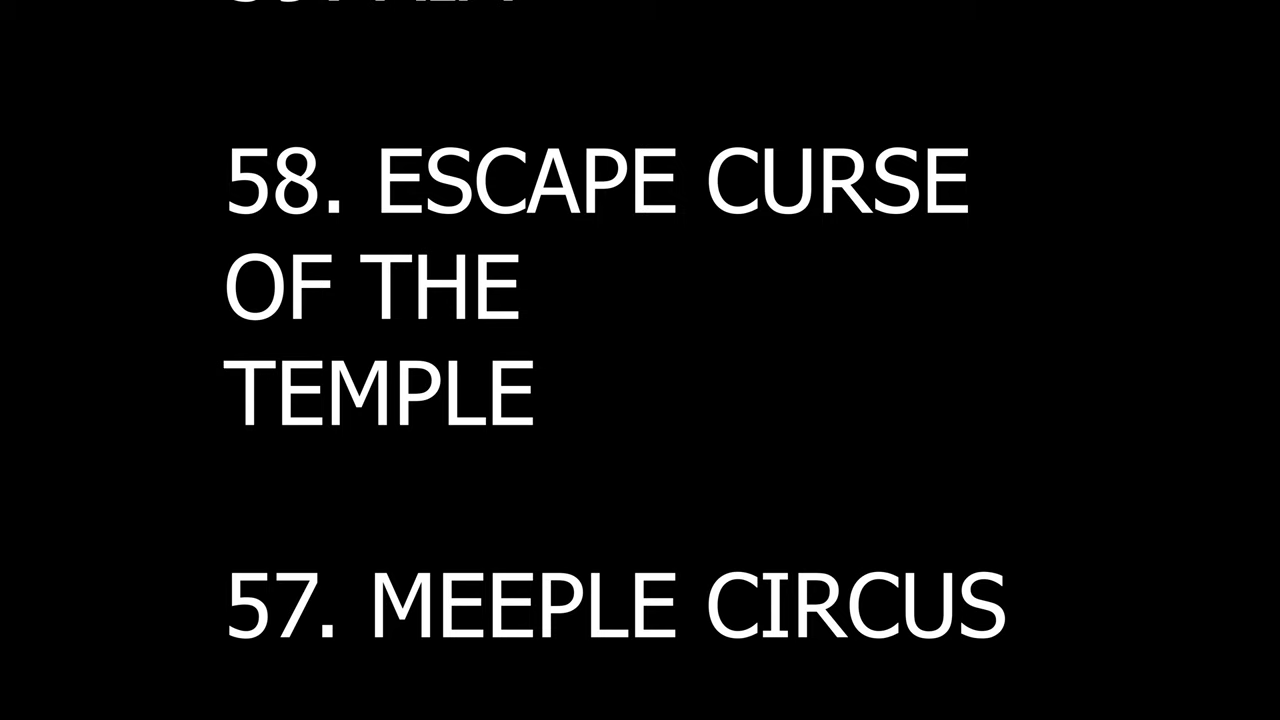 58. ESCAPE CURSE
OF THE
TEMPLE
57. MEEPLE CIRCUS